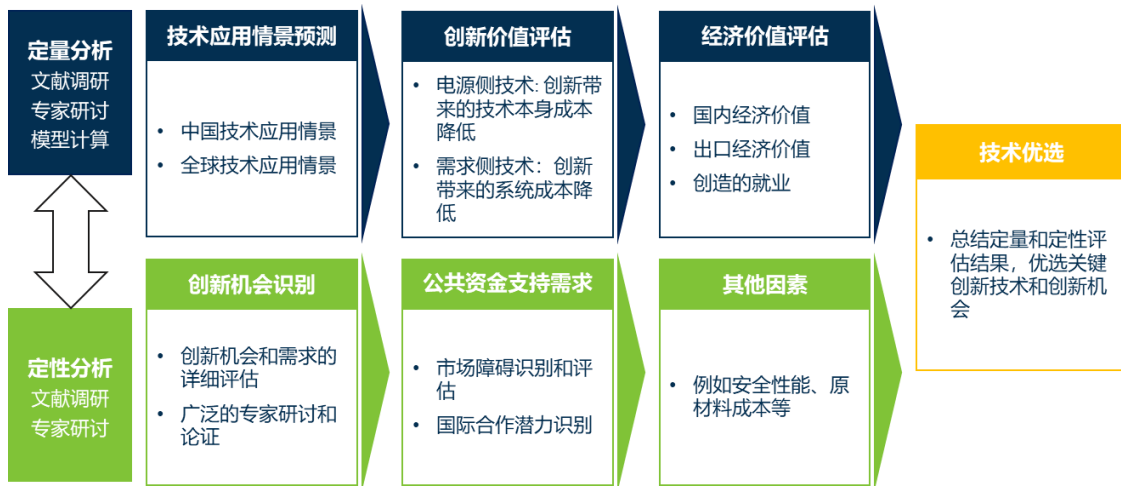 定量分析
文献调研
专家研讨
模型计算
技术应用情景预测
• 中国技术应用情景
• 全球技术应用情景
创新价值评估
• 电源侧技术: 创新带
来的技术本身成本
降低
• 需求侧技术：创新
带来的系统成本降
低
经济价值评估
• 国内经济价值
• 出口经济价值
• 创造的就业
技术优选
• 总结定量和定性评
估结果，优选关键
创新技术和创新机
会
定性分析
文献调研
专家研讨
创新机会识别
• 创新机会和需求的
详细评估
• 广泛的专家研讨和
论证
公共资金支持需求
• 市场障碍识别和评
估
• 国际合作潜力识别
其他因素
• 例如安全性能、原
材料成本等